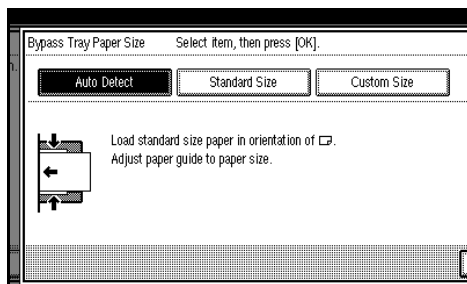 Bypass Tray Paper Size Select item, then press [OK].
Auto Detect Standard Size Custom Size
Load standard size paper in orientation of .
Adjust paper guide to paper size.